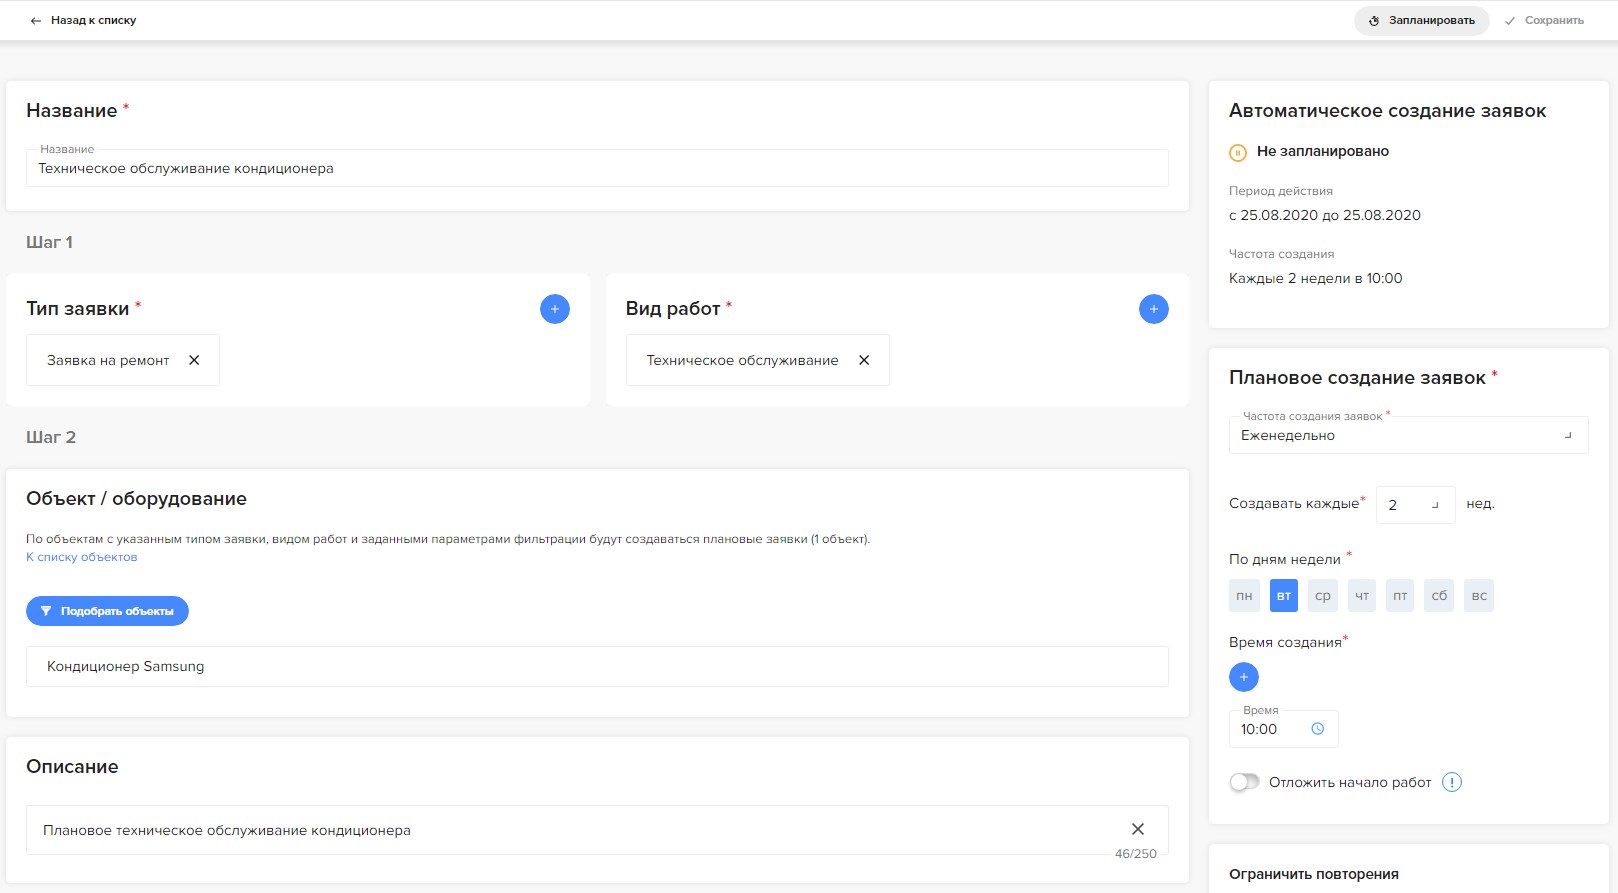 Назад к списку
Запланировать
Сохранить
Название *
Название
Техническое обслуживание кондиционера
Шаг 1
Тип заявки *
Заявка на ремонт
Вид работ *
Техническое обслуживание
Шаг 2
Объект / оборудование
По объектам с указанным типом заявки, видом работ и заданными параметрами фильтрации будут создаваться плановые заявки (1 объект).
К списку объектов
Подобрать объекты
Кондиционер Samsung
Описание
Плановое техническое обслуживание кондиционера
46/250
Автоматическое создание заявок
Не запланировано
Период действия
с 25.08.2020 до 25.08.2020
Частота создания
Каждые 2 недели в 10:00
Плановое создание заявок *
Частота создания заявок *
Еженедельно
Создавать каждые* 2 нед.
По дням недели *
пн вт ср чт пт сб вс
Время создания*
Время
10:00
Отложить начало работ
Ограничить повторения